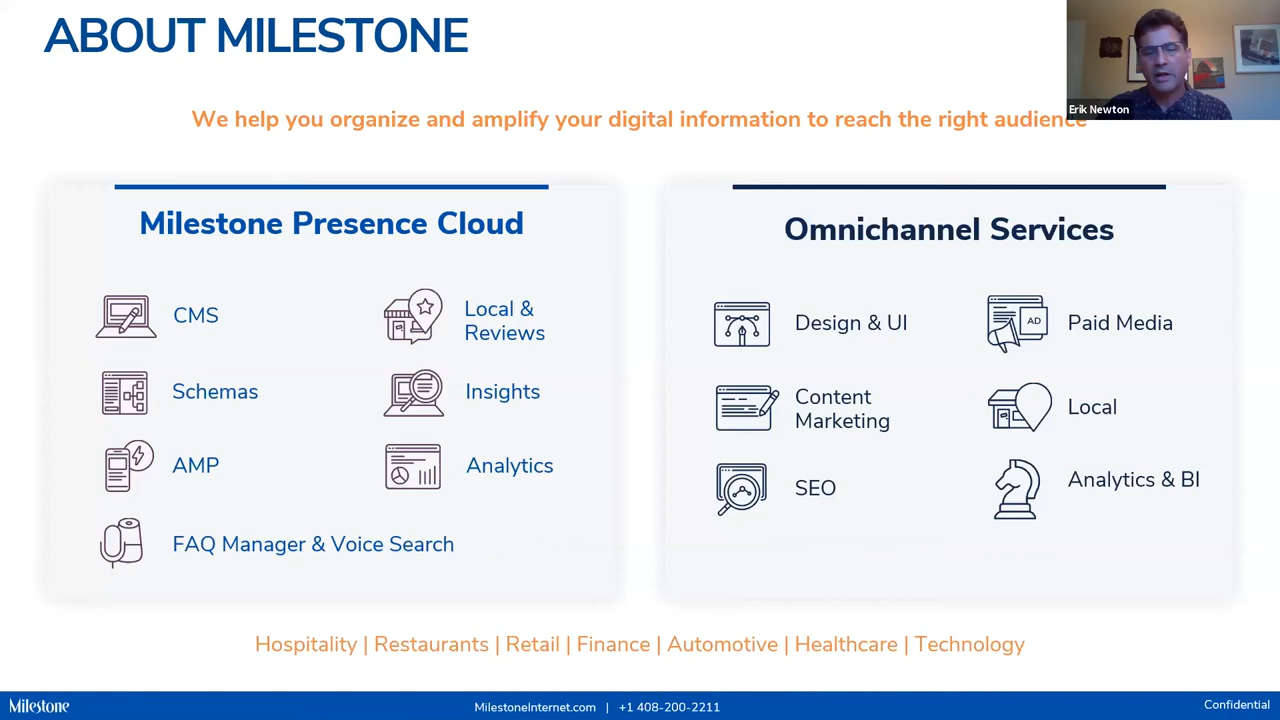 ABOUT MILESTONE
Erik Newton
We help you organize and amplify your digital information to reach the right audience
Milestone Presence Cloud
CMS
Local &
Reviews
Schemas
Insights
AMP
Analytics
FAQ Manager & Voice Search
Omnichannel Services
Design & UI
AD
Paid Media
Content
Marketing
Local
SEO
Analytics & BI
Hospitality | Restaurants | Retail | Finance | Automotive | Healthcare | Technology
Milestone
MilestoneInternet.com | +1 408-200-2211
Confidential